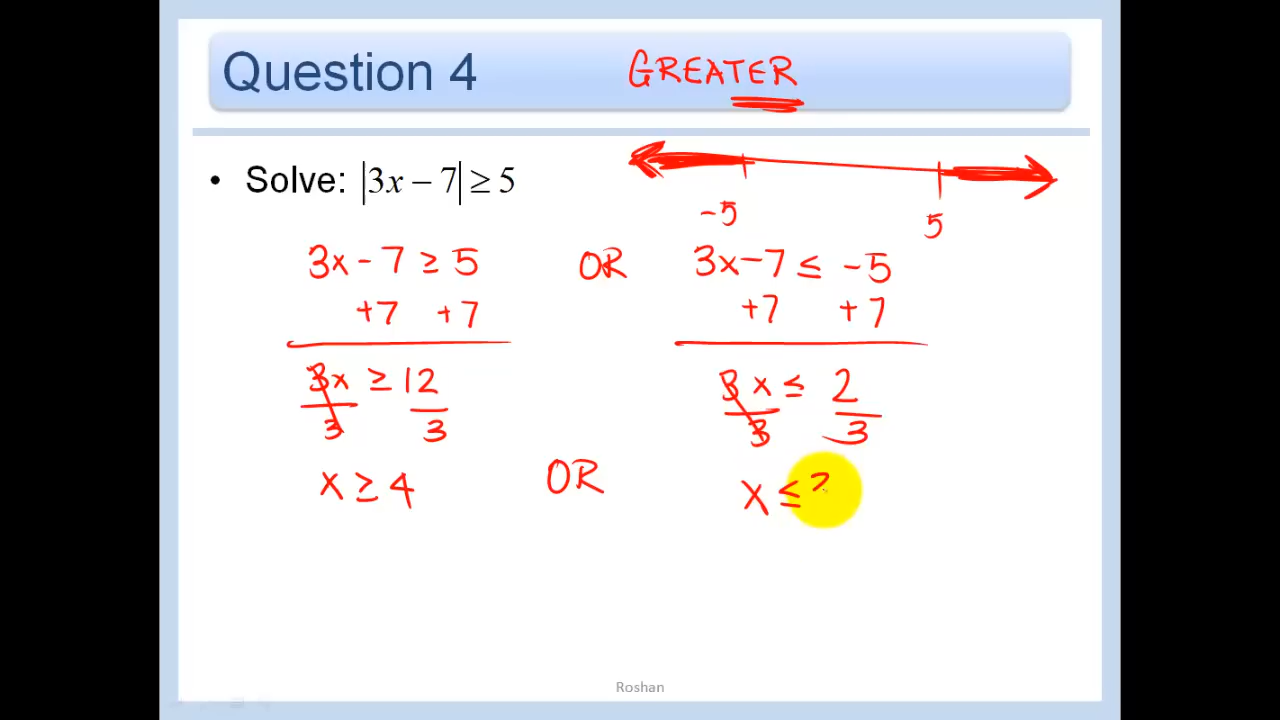 Question 4 GREATER
• Solve: |3x − 7| ≥ 5
-5 5
3x - 7 ≥ 5 OR 3x - 7 ≤ -5
+7 +7 +7 +7
3x ≥ 12 3x ≤ 2
3 3 3 3
x ≥ 4 OR x ≤
Roshan